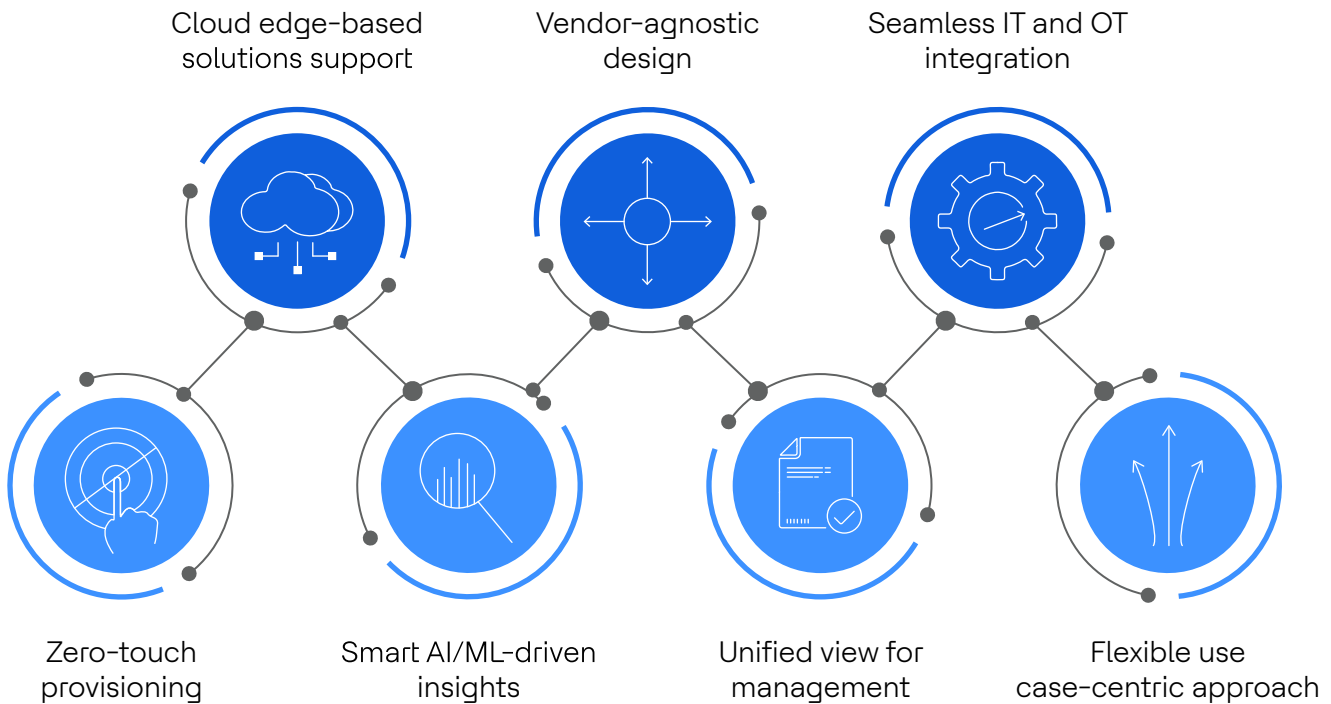 Cloud edge-based
solutions support
Vendor-agnostic
design
Seamless IT and OT
integration
Zero-touch
provisioning
Smart AI/ML-driven
insights
Unified view for
management
Flexible use
case-centric approach